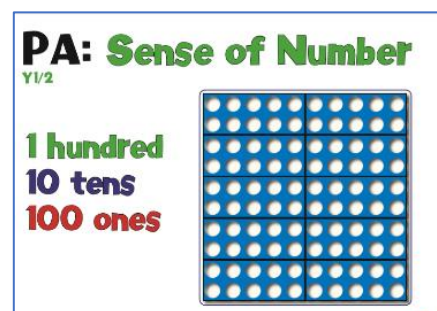 PA: Sense of Number
Y1/2
1 hundred
10 tens
100 ones